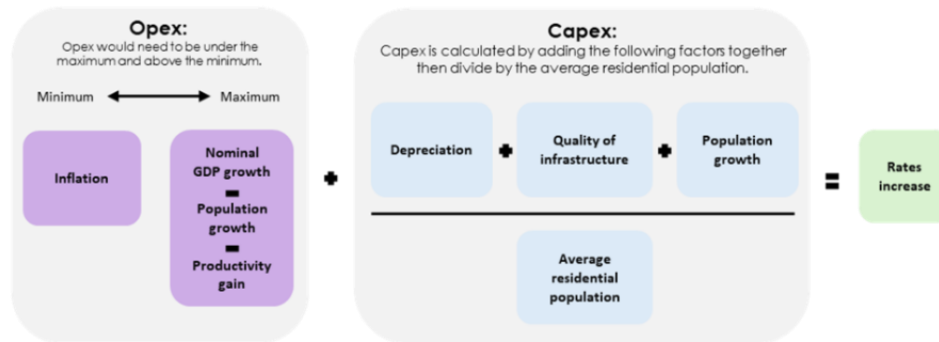 Opex:
Opex would need to be under the
maximum and above the minimum.
Minimum
Maximum
Inflation
Nominal
GDP growth
Population
growth
Productivity
gain
Capex:
Capex is calculated by adding the following factors together
then divide by the average residential population.
Depreciation
Quality of
infrastructure
Population
growth
Average
residential
population
Rates
increase